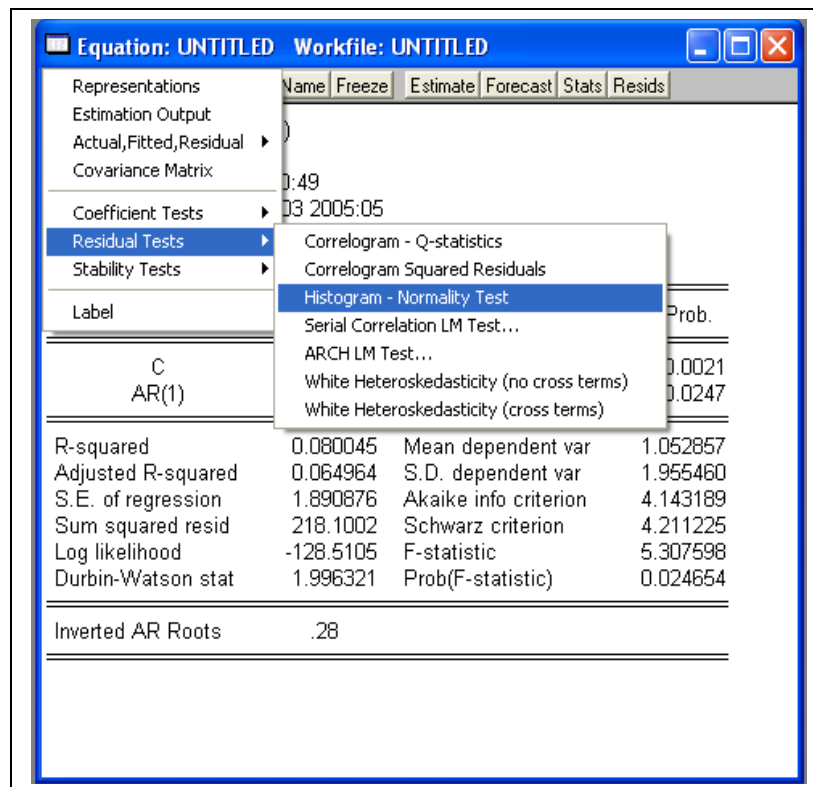 Equation: UNTITLED Workfile: UNTITLED
Name Freeze Estimate Forecast Stats Resids
Representations
Estimation Output
Actual,Fitted,Residual
Covariance Matrix
Coefficient Tests
Residual Tests
Stability Tests
Label
)
0:49
03 2005:05
Correlogram - Q-statistics
Correlogram Squared Residuals
Histogram - Normality Test
Serial Correlation LM Test...
ARCH LM Test...
White Heteroskedasticity (no cross terms)
White Heteroskedasticity (cross terms)
Prob.
C 0.0021
AR(1) 0.0247
R-squared 0.080045 Mean dependent var 1.052857
Adjusted R-squared 0.064964 S.D. dependent var 1.955460
S.E. of regression 1.890876 Akaike info criterion 4.143189
Sum squared resid 218.1002 Schwarz criterion 4.211225
Log likelihood -128.5105 F-statistic 5.307598
Durbin-Watson stat 1.996321 Prob(F-statistic) 0.024654
Inverted AR Roots .28